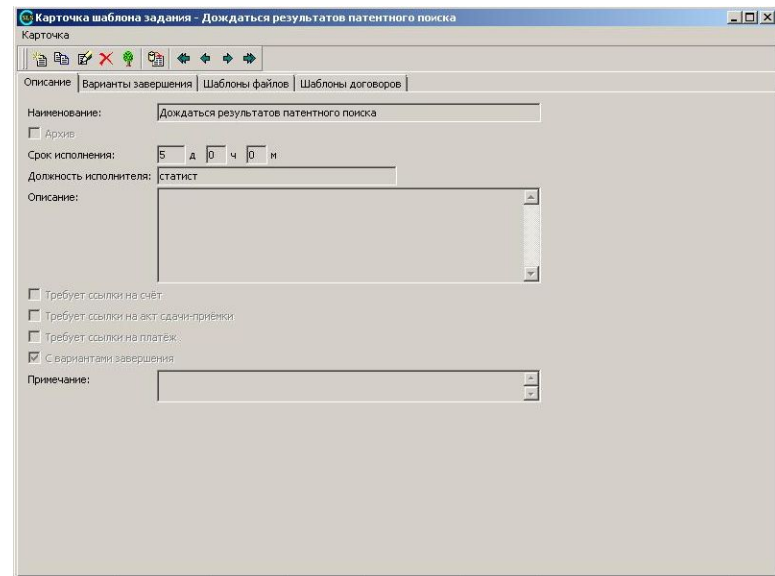 Карточка шаблона задания - Дождаться результатов патентного поиска
Карточка
Описание Варианты завершения Шаблоны файлов Шаблоны договоров
Наименование: Дождаться результатов патентного поиска
Архив
Срок исполнения: 5 д 0 ч 0 м
Должность исполнителя: статист
Описание:
Требует ссылки на счёт
Требует ссылки на акт сдачи-приёмки
Требует ссылки на платёж
С вариантами завершения
Примечание: